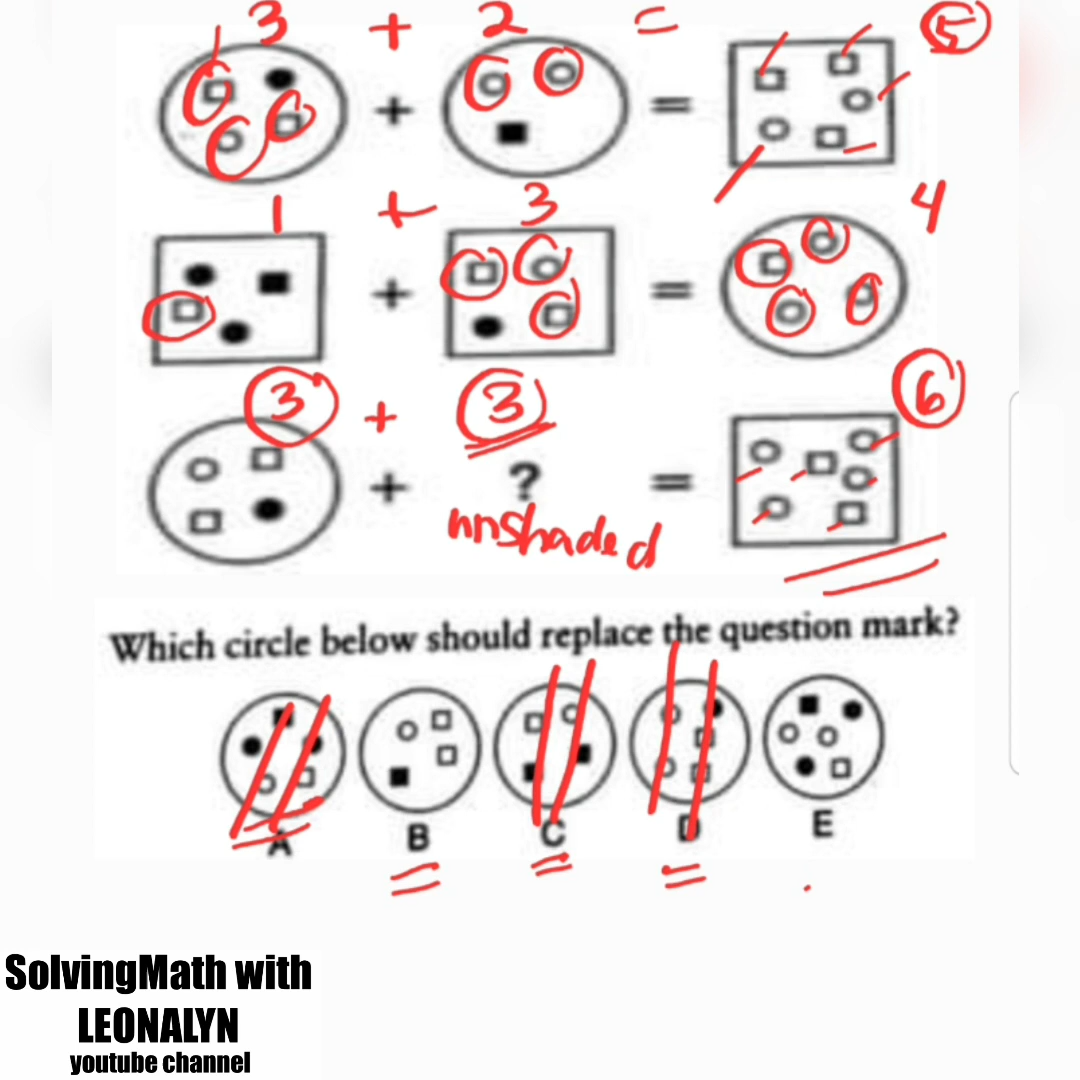 3 + 2 = 5
+ =
1 + 3 4
+ =
3 + 3 6
+ ? =
unshaded
Which circle below should replace the question mark?
A B C D E
SolvingMath with
LEONALYN
youtube channel